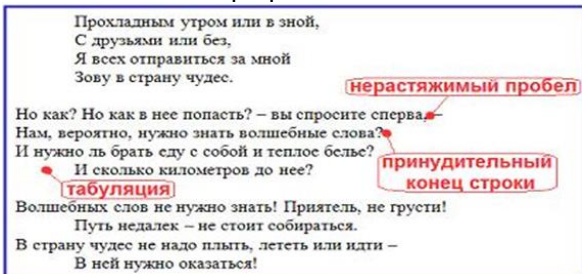 Прохладным утром или в зной,
С друзьями или без,
Я всех отправиться за мной
Зову в страну чудес.
нерастяжимый пробел
Но как? Но как в нее попасть? – вы спросите сперва, –
Нам, вероятно, нужно знать волшебные слова?
И нужно ль брать еду с собой и теплое белье?
принудительный
конец строки
И сколько километров до нее?
табуляция
Волшебных слов не нужно знать! Приятель, не грусти!
Путь недалек – не стоит собираться.
В страну чудес не надо плыть, лететь или идти –
В ней нужно оказаться!